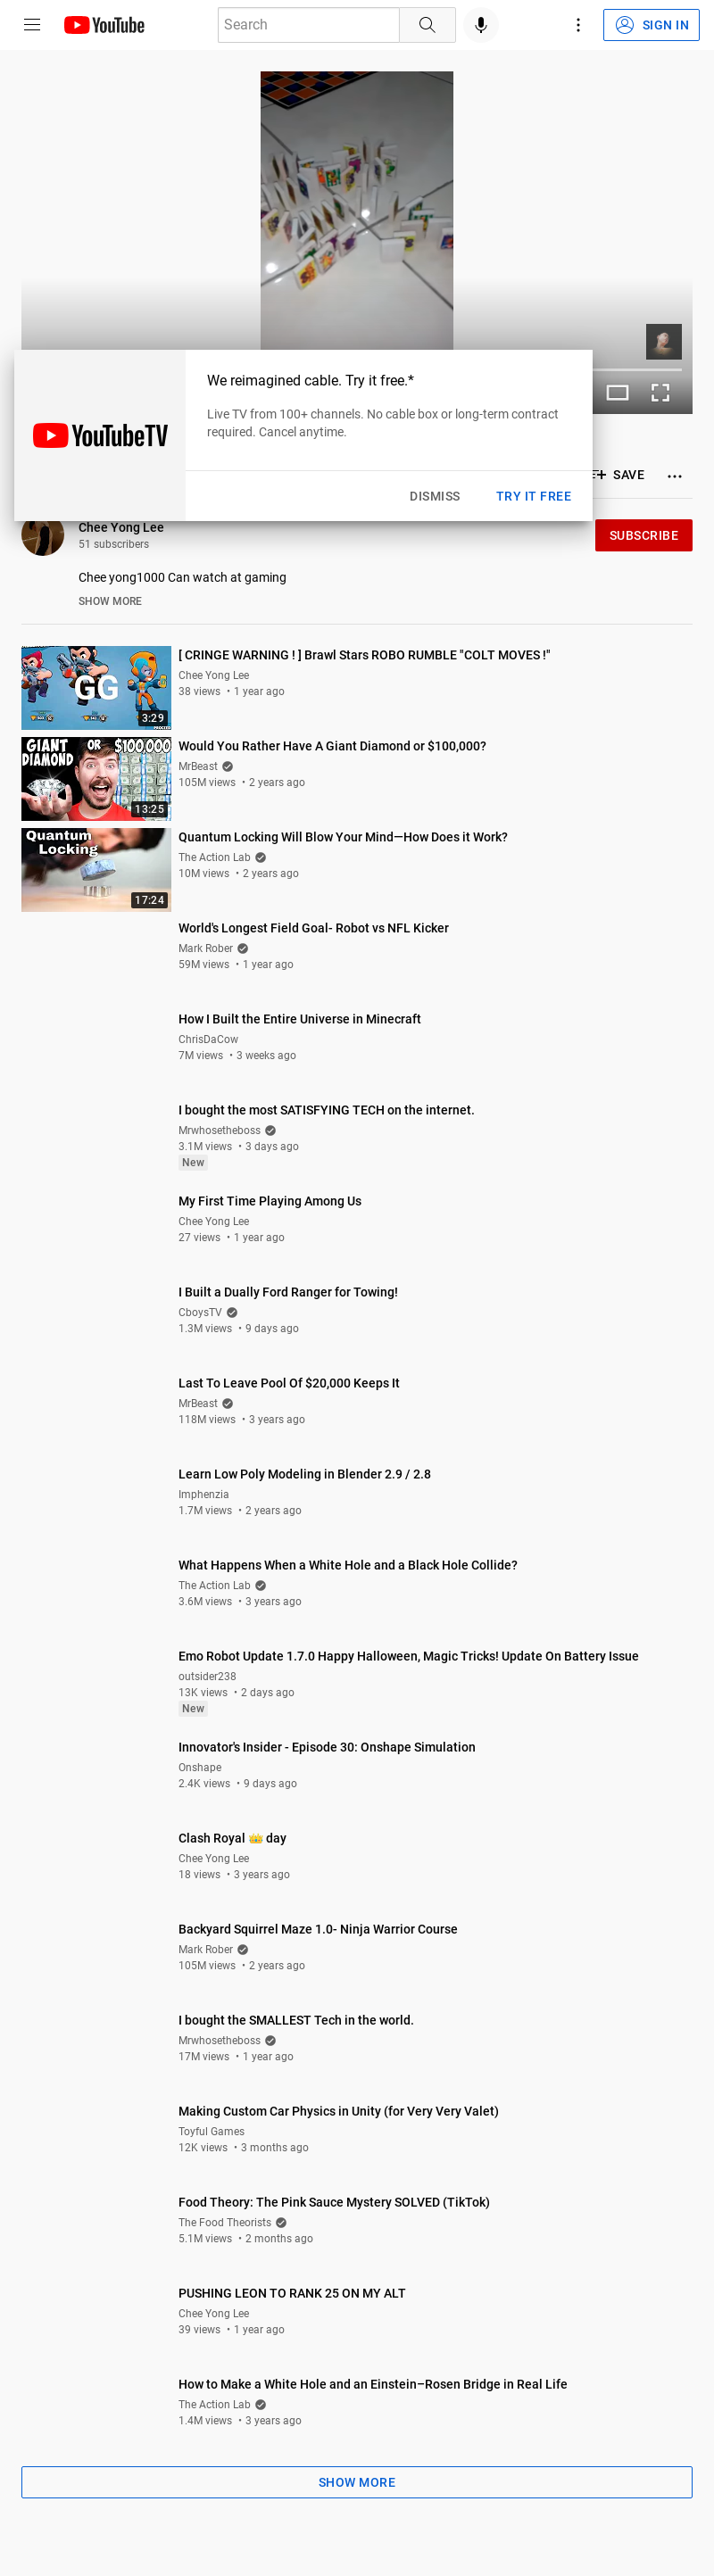 YouTube
Search
SIGN IN
We reimagined cable. Try it free.*
Live TV from 100+ channels. No cable box or long-term contract
required. Cancel anytime.
YouTubeTV
DISMISS
TRY IT FREE
SAVE
Chee Yong Lee
51 subscribers
SUBSCRIBE
Chee yong1000 Can watch at gaming
SHOW MORE
GG
3:29
[ CRINGE WARNING ! ] Brawl Stars ROBO RUMBLE "COLT MOVES !"
Chee Yong Lee
38 views • 1 year ago
GIANT DIAMOND OR $100,000
13:25
Would You Rather Have A Giant Diamond or $100,000?
MrBeast
105M views • 2 years ago
Quantum
Locking
17:24
Quantum Locking Will Blow Your Mind—How Does it Work?
The Action Lab
10M views • 2 years ago
World's Longest Field Goal- Robot vs NFL Kicker
Mark Rober
59M views • 1 year ago
How I Built the Entire Universe in Minecraft
ChrisDaCow
7M views • 3 weeks ago
I bought the most SATISFYING TECH on the internet.
Mrwhosetheboss
3.1M views • 3 days ago
New
My First Time Playing Among Us
Chee Yong Lee
27 views • 1 year ago
I Built a Dually Ford Ranger for Towing!
CboysTV
1.3M views • 9 days ago
Last To Leave Pool Of $20,000 Keeps It
MrBeast
118M views • 3 years ago
Learn Low Poly Modeling in Blender 2.9 / 2.8
Imphenzia
1.7M views • 2 years ago
What Happens When a White Hole and a Black Hole Collide?
The Action Lab
3.6M views • 3 years ago
Emo Robot Update 1.7.0 Happy Halloween, Magic Tricks! Update On Battery Issue
outsider238
13K views • 2 days ago
New
Innovator's Insider - Episode 30: Onshape Simulation
Onshape
2.4K views • 9 days ago
Clash Royal 👑 day
Chee Yong Lee
18 views • 3 years ago
Backyard Squirrel Maze 1.0- Ninja Warrior Course
Mark Rober
105M views • 2 years ago
I bought the SMALLEST Tech in the world.
Mrwhosetheboss
17M views • 1 year ago
Making Custom Car Physics in Unity (for Very Very Valet)
Toyful Games
12K views • 3 months ago
Food Theory: The Pink Sauce Mystery SOLVED (TikTok)
The Food Theorists
5.1M views • 2 months ago
PUSHING LEON TO RANK 25 ON MY ALT
Chee Yong Lee
39 views • 1 year ago
How to Make a White Hole and an Einstein–Rosen Bridge in Real Life
The Action Lab
1.4M views • 3 years ago
SHOW MORE